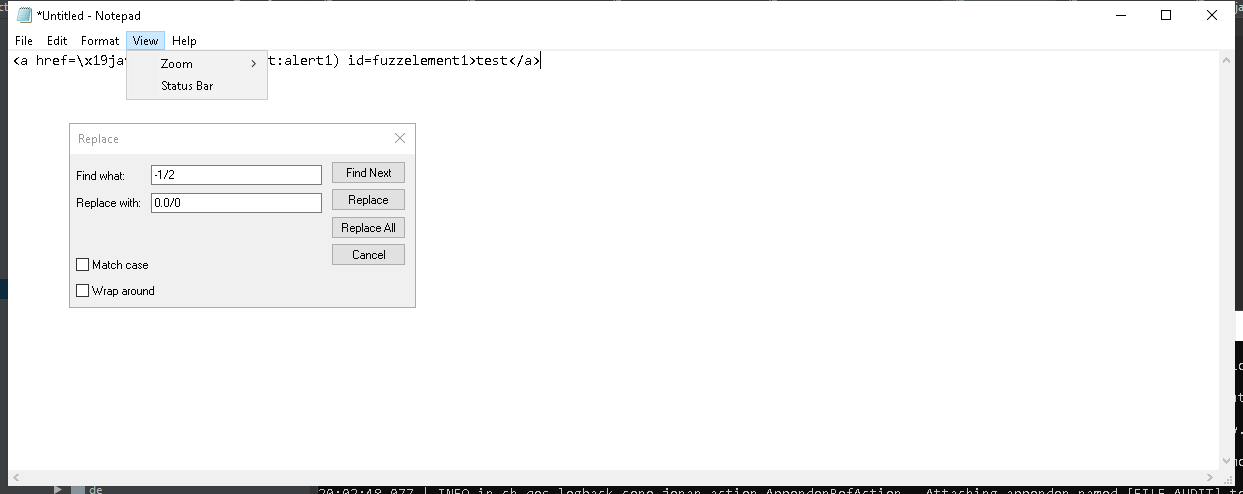 *Untitled - Notepad
File Edit Format View Help
<a href=\x19ja t:alert1) id=fuzzelement1>test</a>
Zoom
Status Bar
Replace
Find what: -1/2 Find Next
Replace with: 0.0/0 Replace
Replace All
Cancel
Match case
Wrap around
de
20:02:48,077 | INFO in ch.qos.logback.core.joran.action.AppenderRefAction - Attaching appender named [FILE_AUDIT] t